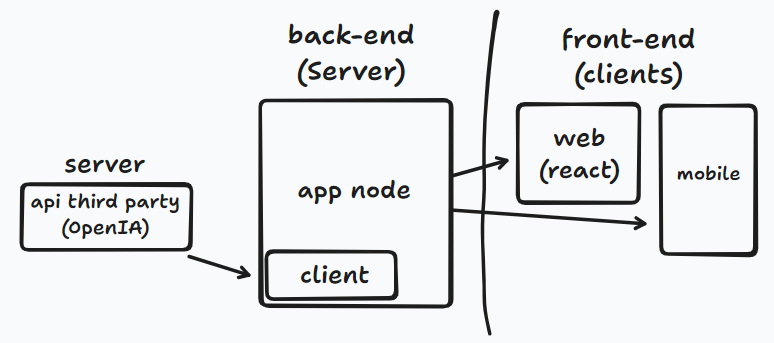 back-end
(Server)
front-end
(clients)
server
api third party
(OpenIA)
app node
client
web
(react)
mobile